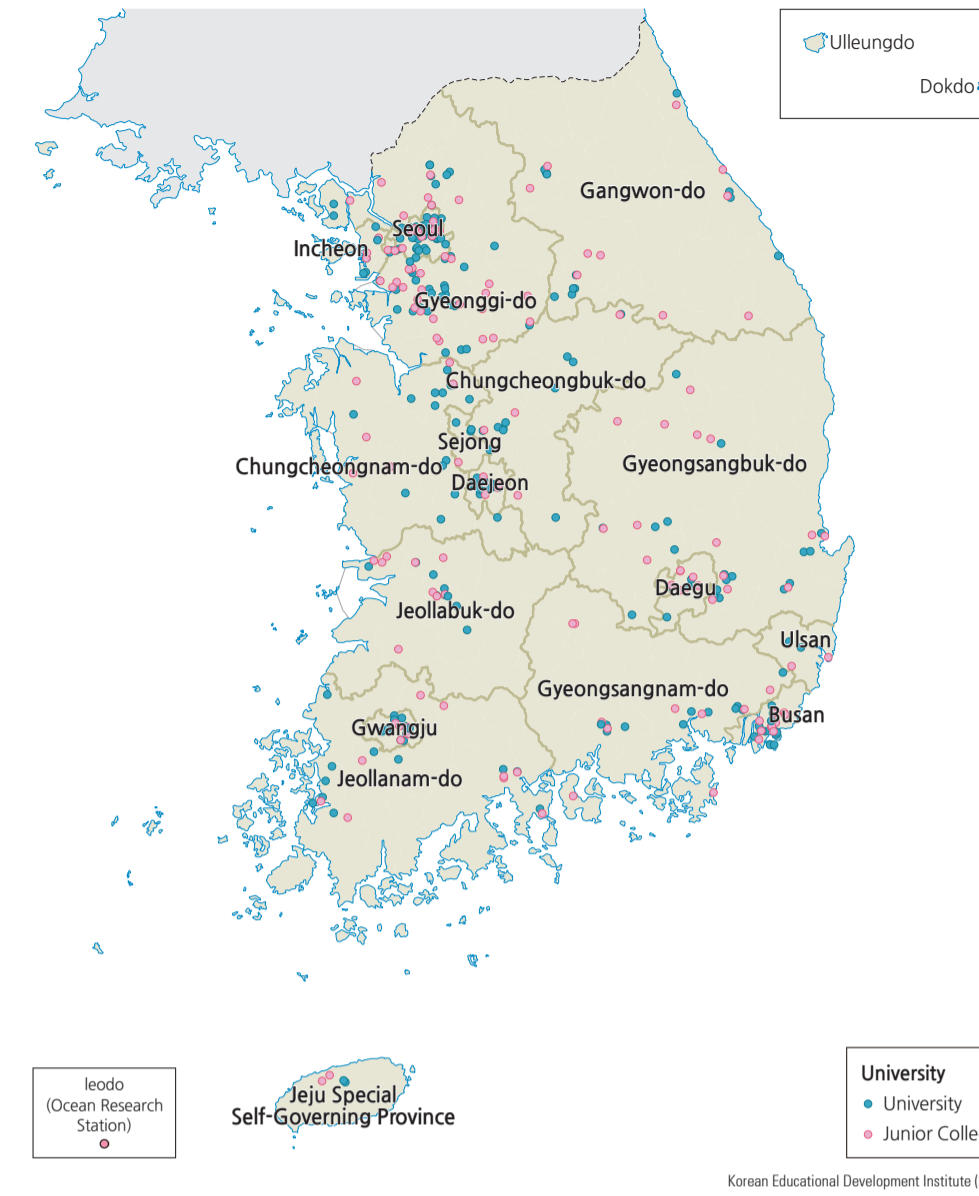 Ulleungdo
Dokdo
Gangwon-do
Seoul
Incheon
Gyeonggi-do
Chungcheongbuk-do
Sejong
Chungcheongnam-do
Gyeongsangbuk-do
Daejeon
Daegu
Jeollabuk-do
Ulsan
Gyeongsangnam-do
Busan
Gwangju
Jeollanam-do
Ieodo
(Ocean Research
Station)
Jeju Special
Self-Governing Province
University
University
Junior Colle
Korean Educational Development Institute (